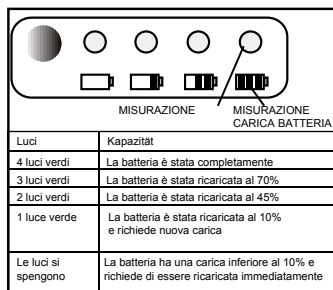 MISURAZIONE
MISURAZIONE
CARICA BATTERIA
Luci Kapazität
4 luci verdi La batteria è stata completamente
3 luci verdi La batteria è stata ricaricata al 70%
2 luci verdi La batteria è stata ricaricata al 45%
1 luce verde La batteria è stata ricaricata al 10%
e richiede nuova carica
Le luci si La batteria ha una carica inferiore al 10% e
spengono richiede di essere ricaricata immediatamente